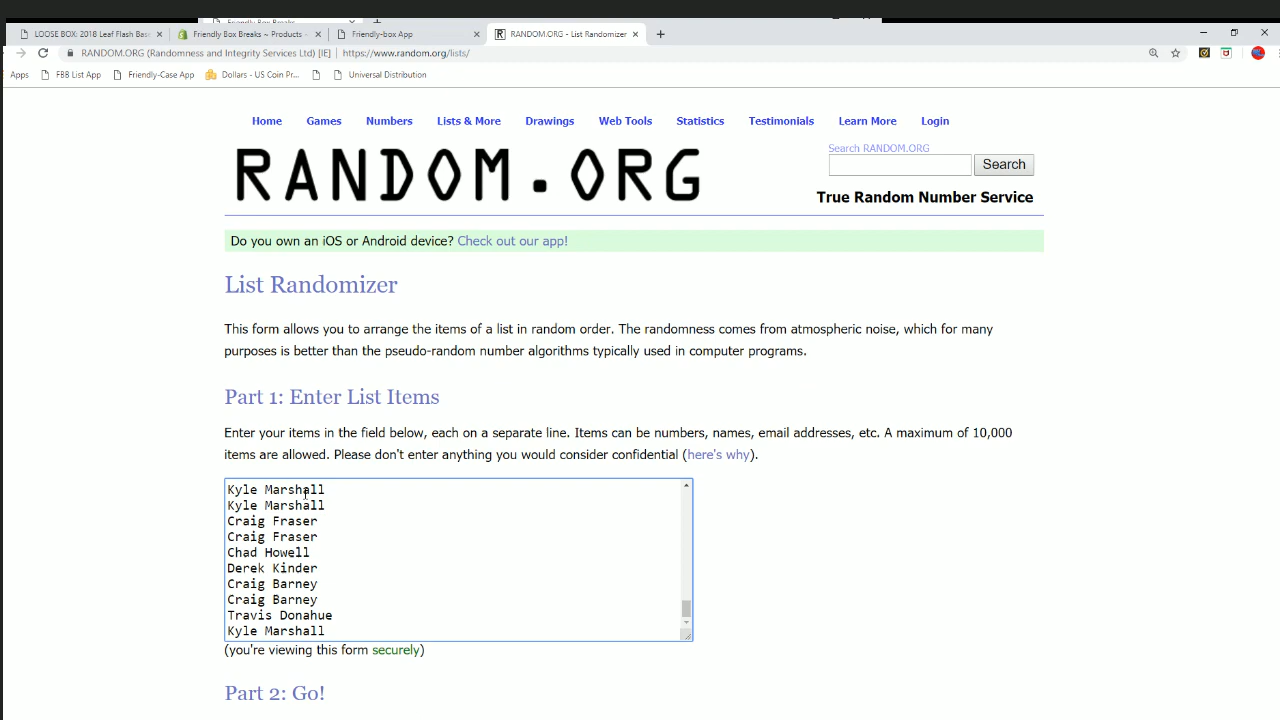 Friendly Box Breaks
LOOSE BOX: 2018 Leaf Flash Bas
Friendly Box Breaks ~ Products ~
Friendly-box App
RANDOM.ORG - List Randomizer
RANDOM.ORG (Randomness and Integrity Services Ltd) [IE] | https://www.random.org/lists/
Apps FBB List App Friendly-Case App Dollars - US Coin Pr... Universal Distribution
Home Games Numbers Lists & More Drawings Web Tools Statistics Testimonials Learn More Login
Search RANDOM.ORG
RANDOM.ORG
Search
True Random Number Service
Do you own an iOS or Android device? Check out our app!
List Randomizer
This form allows you to arrange the items of a list in random order. The randomness comes from atmospheric noise, which for many
purposes is better than the pseudo-random number algorithms typically used in computer programs.
Part 1: Enter List Items
Enter your items in the field below, each on a separate line. Items can be numbers, names, email addresses, etc. A maximum of 10,000
items are allowed. Please don't enter anything you would consider confidential (here's why).
Kyle Marshall
Kyle Marshall
Craig Fraser
Craig Fraser
Chad Howell
Derek Kinder
Craig Barney
Craig Barney
Travis Donahue
Kyle Marshall
(you're viewing this form securely)
Part 2: Go!